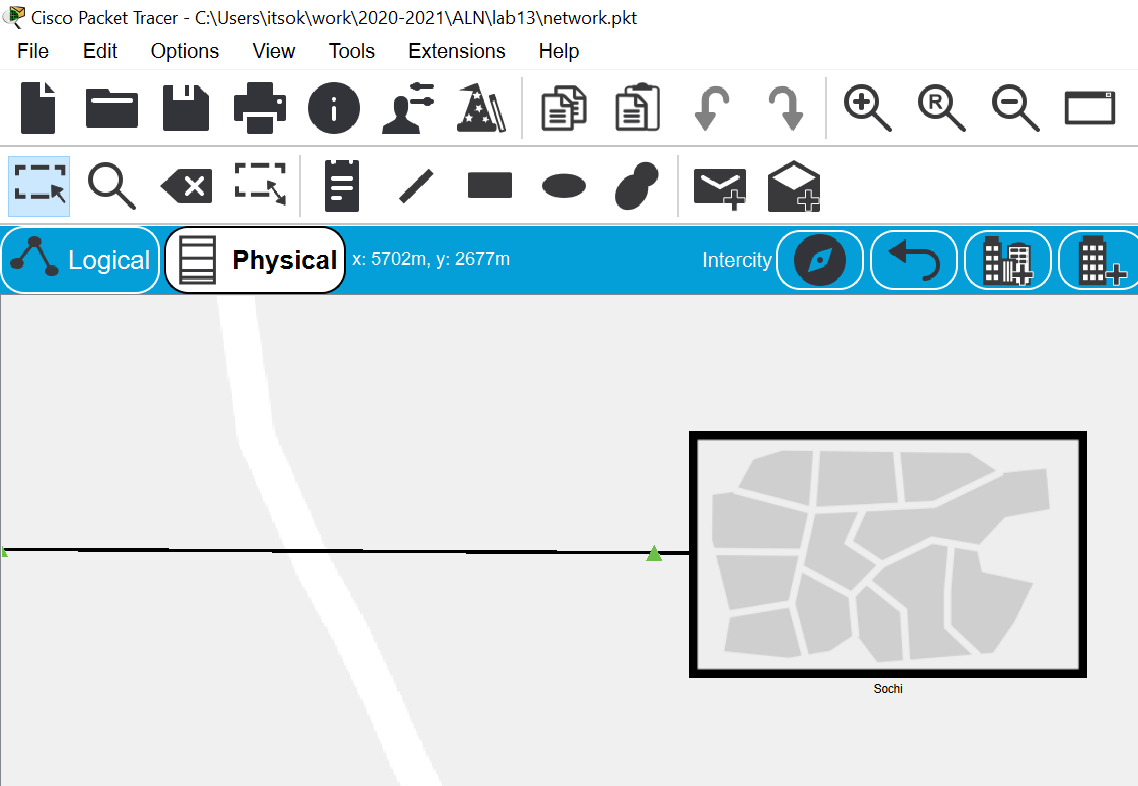 Cisco Packet Tracer - C:\Users\itsok\work\2020-2021\ALN\lab13\network.pkt
File Edit Options View Tools Extensions Help
Logical Physical x: 5702m, y: 2677m Intercity
Sochi